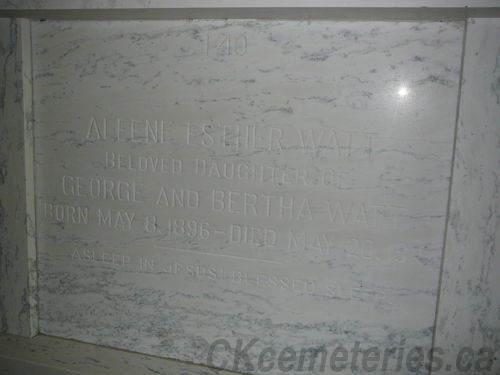 140
ALEENE ESTHER WATT
BELOVED DAUGHTER OF
GEORGE AND BERTHA WATT
BORN MAY 8, 1896 - DIED MAY
ASLEEP IN JESUS! BLESSED
CKcemeteries.ca